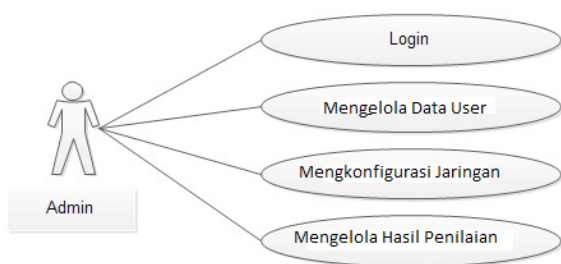 Login
Mengelola Data User
Mengkonfigurasi Jaringan
Admin
Mengelola Hasil Penilaian